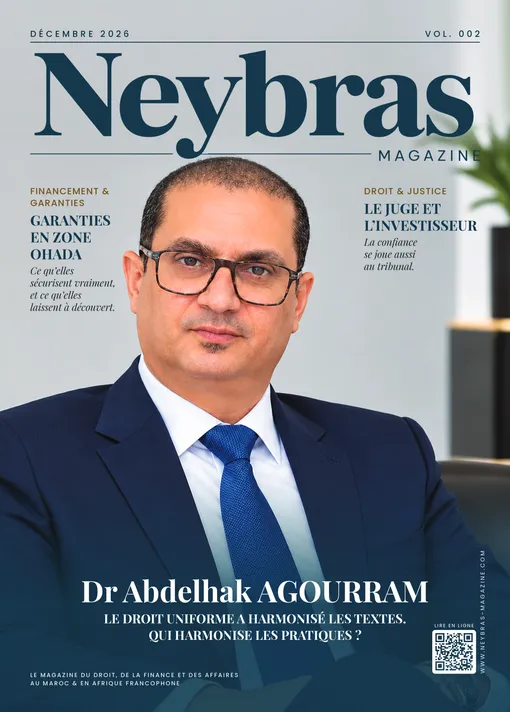 DÉCEMBRE 2026
VOL. 002
Neybras
MAGAZINE
FINANCEMENT &
GARANTIES
GARANTIES
EN ZONE
OHADA
Ce qu'elles
sécurisent vraiment,
et ce qu'elles
laissent à découvert.
DROIT & JUSTICE
LE JUGE ET
L'INVESTISSEUR
La confiance
se joue aussi
au tribunal.
Dr Abdelhak AGOURRAM
LE DROIT UNIFORME A HARMONISÉ LES TEXTES.
QUI HARMONISE LES PRATIQUES ?
LIRE EN LIGNE
WWW.NEYBRAS-MAGAZINE.COM
LE MAGAZINE DU DROIT, DE LA FINANCE ET DES AFFAIRES
AU MAROC & EN AFRIQUE FRANCOPHONE